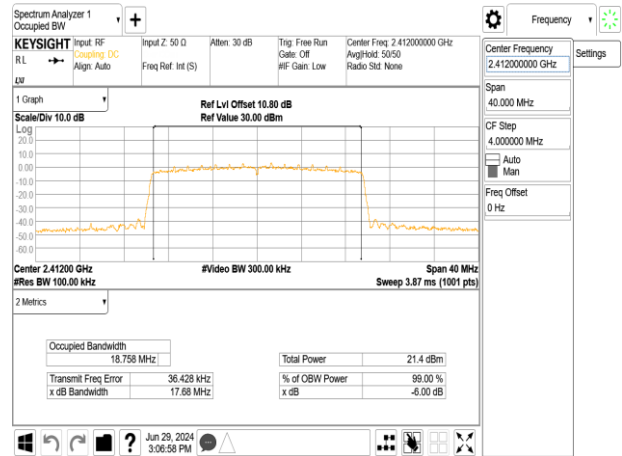 Spectrum Analyzer 1
Occupied BW
+
Frequency
KEYSIGHT
Input: RF
Coupling: DC
Align: Auto
RL
LXI
Input Z: 50 Ω
Freq Ref: Int (S)
Atten: 30 dB
Trig: Free Run
Gate: Off
#IF Gain: Low
Center Freq: 2.412000000 GHz
Avg|Hold: 50/50
Radio Std: None
Center Frequency
2.412000000 GHz
Settings
Span
40.000 MHz
CF Step
4.000000 MHz
Auto
Man
Freq Offset
0 Hz
1 Graph
Scale/Div 10.0 dB
Ref Lvl Offset 10.80 dB
Ref Value 30.00 dBm
Log
20.0
10.0
0.00
-10.0
-20.0
-30.0
-40.0
-50.0
-60.0
Center 2.41200 GHz
#Res BW 100.00 kHz
#Video BW 300.00 kHz
Span 40 MHz
Sweep 3.87 ms (1001 pts)
2 Metrics
Occupied Bandwidth
18.758 MHz
Total Power 21.4 dBm
Transmit Freq Error 36.428 kHz
% of OBW Power 99.00 %
x dB Bandwidth 17.68 MHz
x dB -6.00 dB
?
Jun 29, 2024
3:06:58 PM